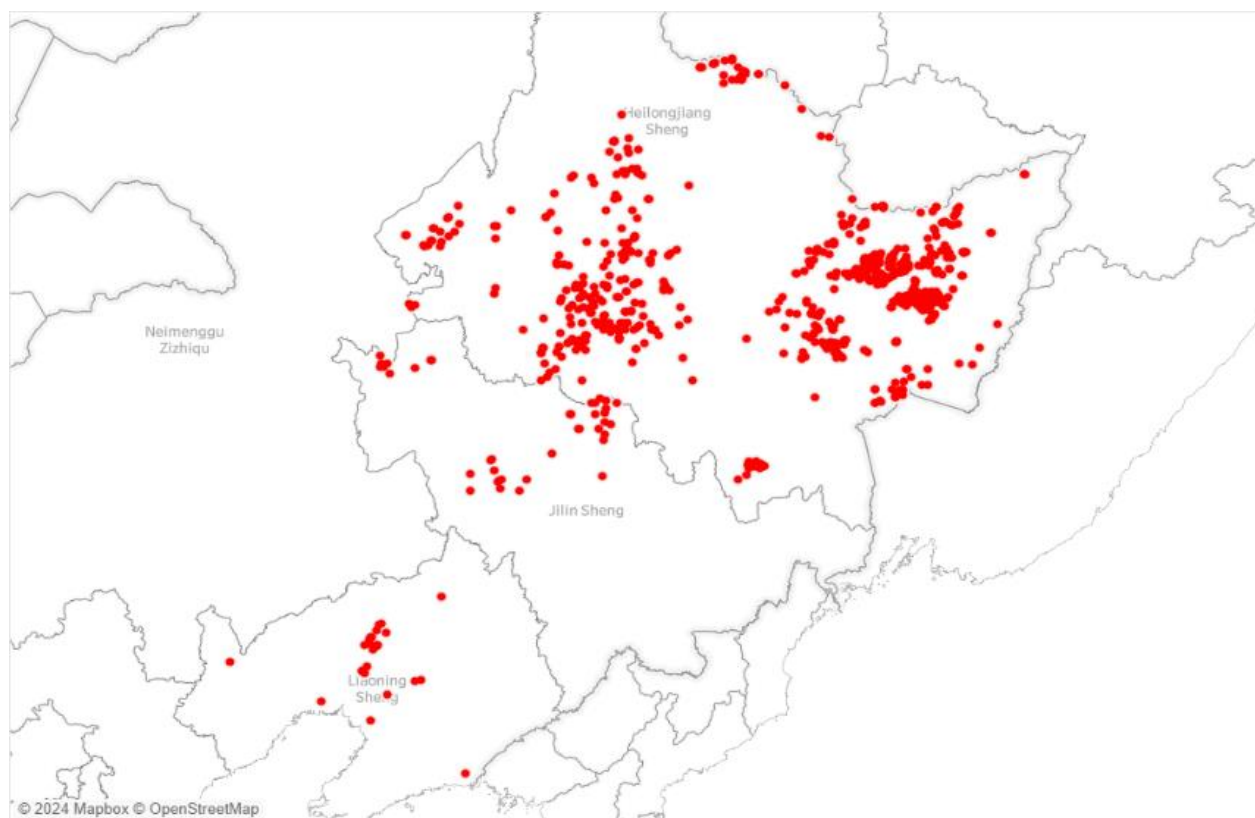 Heilongjiang
Sheng
Neimenggu
Zizhiqu
Jilin Sheng
Liaoning
Sheng
© 2024 Mapbox © OpenStreetMap